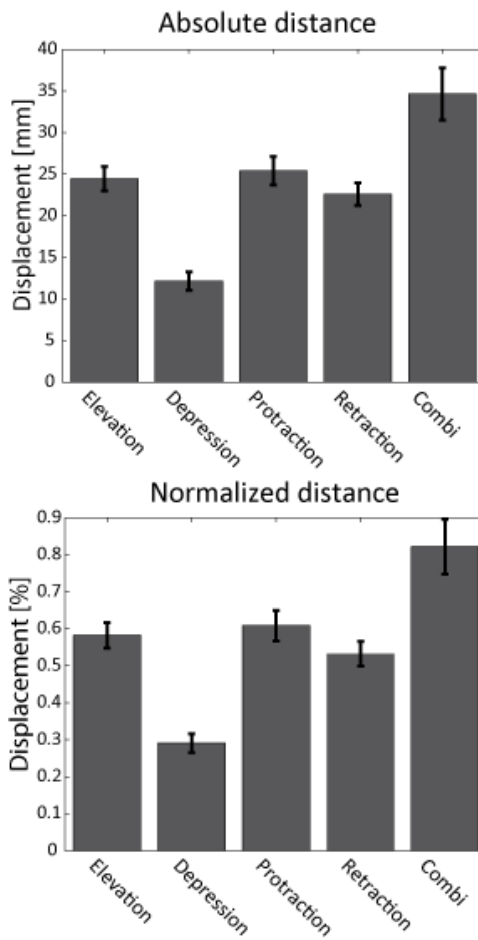 Absolute distance
Displacement [mm]
40
35
30
25
20
15
10
5
0
Elevation
Depression
Protraction
Retraction
Combi
Normalized distance
Displacement [%]
0.9
0.8
0.7
0.6
0.5
0.4
0.3
0.2
0.1
0
Elevation
Depression
Protraction
Retraction
Combi